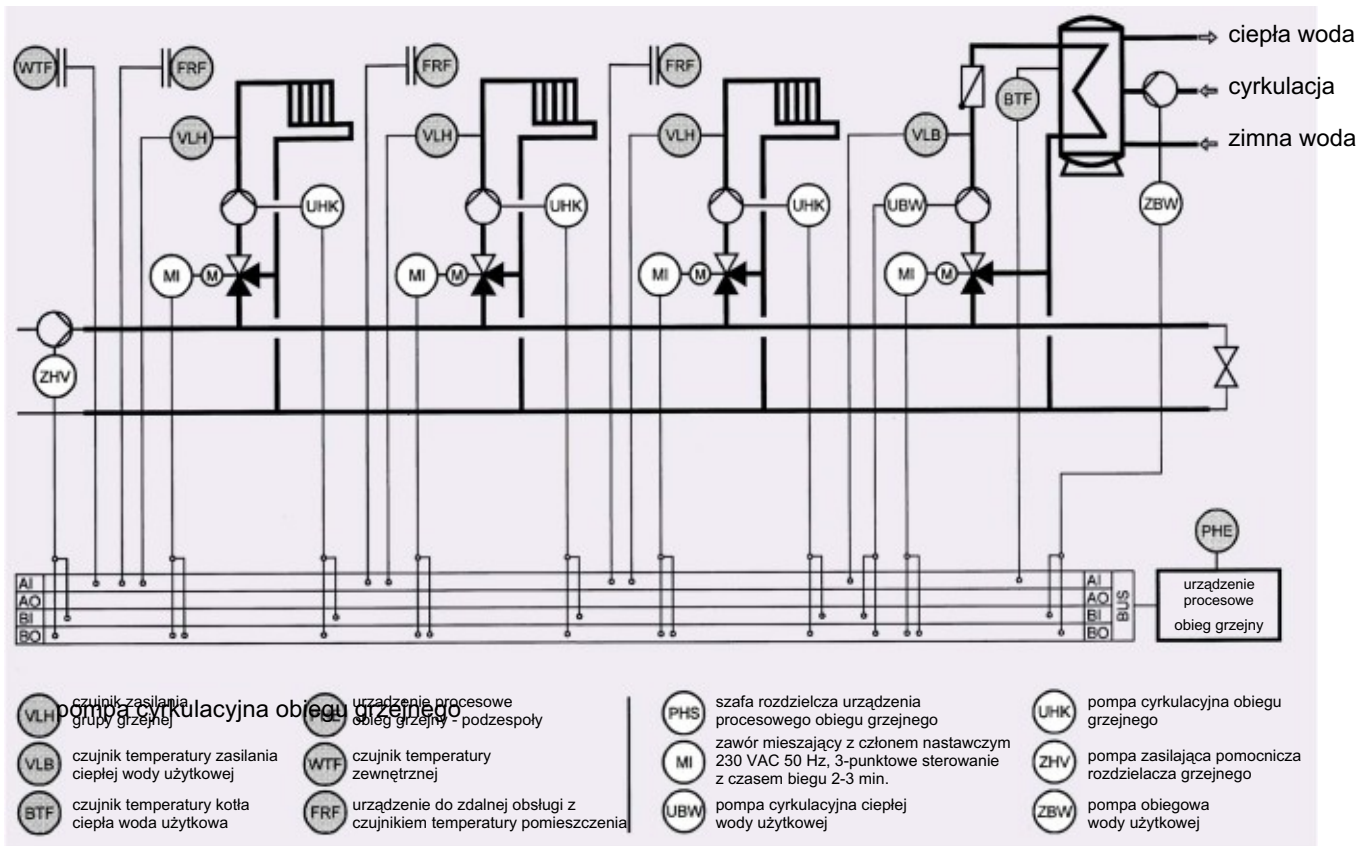 ciepła woda
WTF
FRF
FRF
FRF
cyrkulacja
BTF
VLH
VLH
VLH
VLB
zimna woda
UHK
UHK
UHK
UBW
ZBW
MI
M
MI
M
MI
M
MI
M
ZHV
PHE
AI
AO
BI
BO
AI
AO
BI
BO
BUS
urządzenie
procesowe
obieg grzejny
VLH
czujnik zasilania
grupy grzejnej
pompa cyrkulacyjna obiegu grzejnego
VLB
czujnik temperatury zasilania
ciepłej wody użytkowej
BTF
czujnik temperatury kotła
ciepła woda użytkowa
PHE
urządzenie procesowe
obieg grzejny - podzespoły
WTF
czujnik temperatury
zewnętrznej
FRF
urządzenie do zdalnej obsługi z
czujnikiem temperatury pomieszczenia
PHS
szafa rozdzielcza urządzenia
procesowego obiegu grzejnego
MI
zawór mieszający z członem nastawczym
230 VAC 50 Hz, 3-punktowe sterowanie
z czasem biegu 2-3 min.
UBW
pompa cyrkulacyjna ciepłej
wody użytkowej
UHK
pompa cyrkulacyjna obiegu
grzejnego
ZHV
pompa zasilająca pomocnicza
rozdzielacza grzejnego
ZBW
pompa obiegowa
wody użytkowej